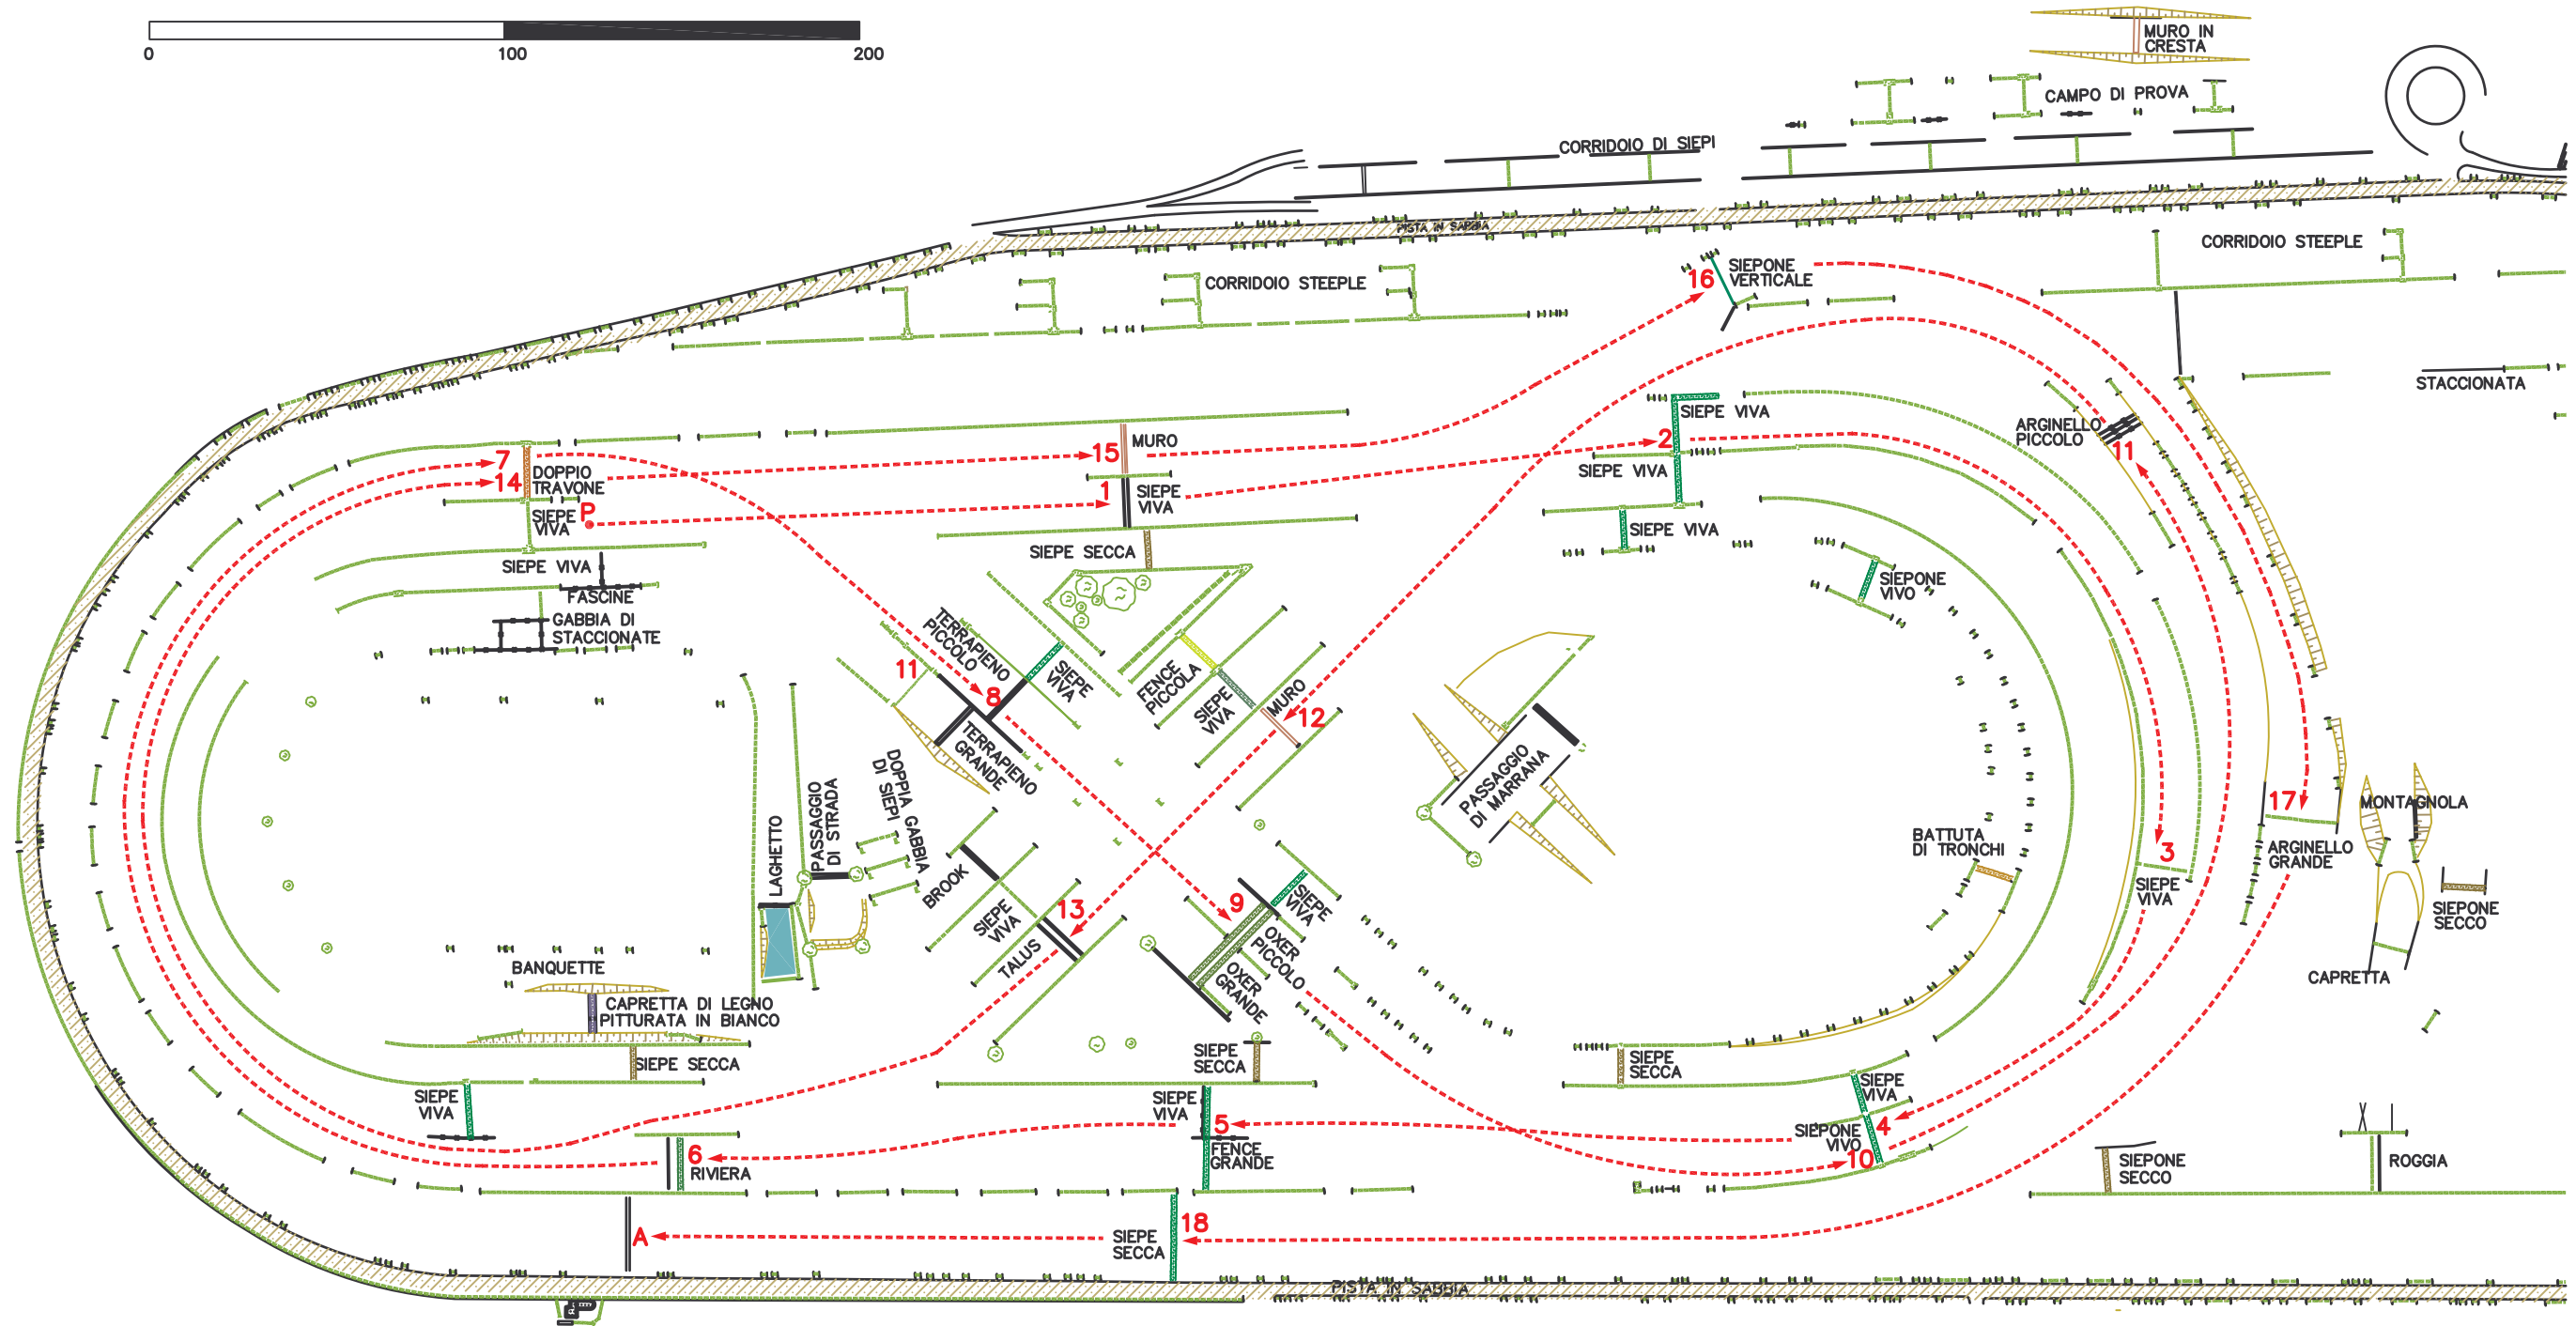 0
100
200
MURO IN
CRESTA
CAMPO DI PROVA
CORRIDOIO DI SIEPI
PISTA IN SABBIA
CORRIDOIO STEEPLE
CORRIDOIO STEEPLE
SIEPONE
VERTICALE
16
STACCIONATA
SIEPE VIVA
ARGINELLO
PICCOLO
11
2
SIEPE VIVA
MURO
15
7
14
DOPPIO
TRAVONE
1
SIEPE
VIVA
SIEPE
VIVA
P
SIEPE VIVA
SIEPE SECCA
SIEPE VIVA
FASCINE
SIEPONE
VIVO
GABBIA DI
STACCIONATE
TERRAPIENO
PICCOLO
11
8
SIEPE
VIVA
FENCE
PICCOLA
SIEPE
VIVA
MURO
12
TERRAPIENO
GRANDE
PASSAGGIO
DI MARRANA
17
MONTAGNOLA
DOPPIA GABBIA
DI SIEPI
PASSAGGIO
DI STRADA
LAGHETTO
BROOK
BATTUTA
DI TRONCHI
3
SIEPE
VIVA
ARGINELLO
GRANDE
SIEPONE
SECCO
CAPRETTA
SIEPE
VIVA
13
TALUS
9
SIEPE
VIVA
OXER
PICCOLO
OXER
GRANDE
BANQUETTE
CAPRETTA DI LEGNO
PITTURATA IN BIANCO
SIEPE SECCA
SIEPE
SECCA
SIEPE
SECCA
SIEPE
VIVA
SIEPE
VIVA
5
FENCE
GRANDE
SIEPE
VIVA
4
SIEPONE
VIVO
10
6
RIVIERA
SIEPONE
SECCO
ROGGIA
A
SIEPE
SECCA
18
PISTA IN SABBIA